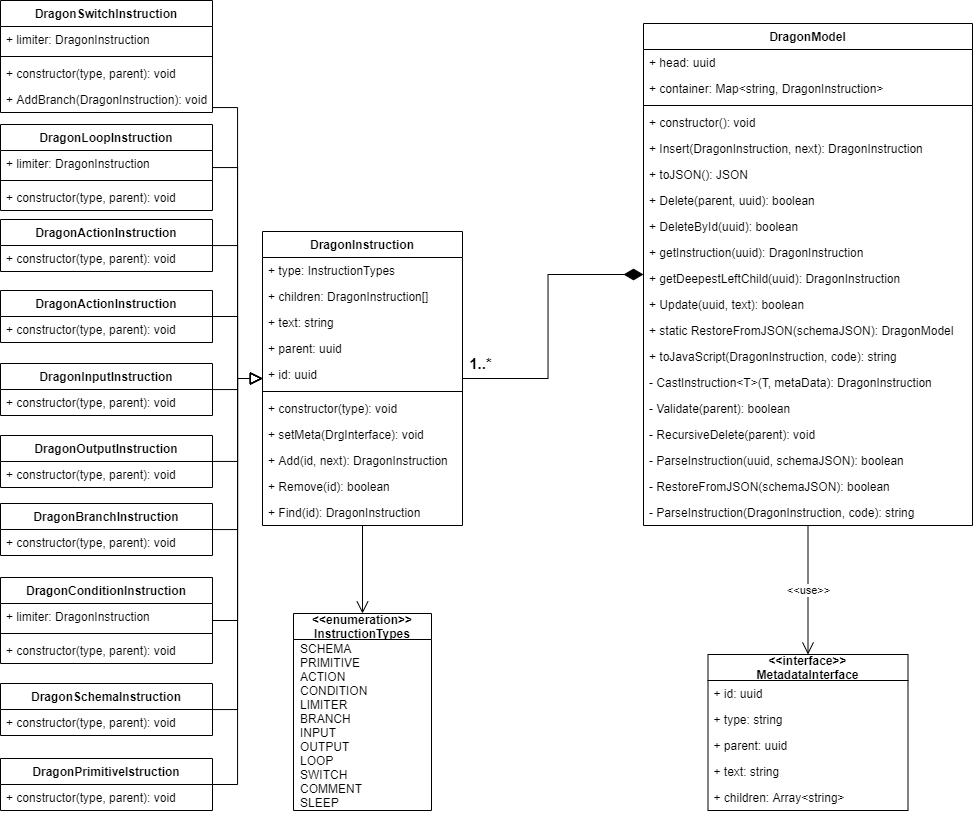 DragonSwitchInstruction
+ limiter: DragonInstruction
+ constructor(type, parent): void
+ AddBranch(DragonInstruction): void
DragonLoopInstruction
+ limiter: DragonInstruction
+ constructor(type, parent): void
DragonActionInstruction
+ constructor(type, parent): void
DragonActionInstruction
+ constructor(type, parent): void
DragonInputInstruction
+ constructor(type, parent): void
DragonOutputInstruction
+ constructor(type, parent): void
DragonBranchInstruction
+ constructor(type, parent): void
DragonConditionInstruction
+ limiter: DragonInstruction
+ constructor(type, parent): void
DragonSchemaInstruction
+ constructor(type, parent): void
DragonPrimitiveIstruction
+ constructor(type, parent): void
DragonInstruction
+ type: InstructionTypes
+ children: DragonInstruction[]
+ text: string
+ parent: uuid
+ id: uuid
+ constructor(type): void
+ setMeta(DrgInterface): void
+ Add(id, next): DragonInstruction
+ Remove(id): boolean
+ Find(id): DragonInstruction
1..*
<<enumeration>>
InstructionTypes
SCHEMA
PRIMITIVE
ACTION
CONDITION
LIMITER
BRANCH
INPUT
OUTPUT
LOOP
SWITCH
COMMENT
SLEEP
DragonModel
+ head: uuid
+ container: Map<string, DragonInstruction>
+ constructor(): void
+ Insert(DragonInstruction, next): DragonInstruction
+ toJSON(): JSON
+ Delete(parent, uuid): boolean
+ DeleteById(uuid): boolean
+ getInstruction(uuid): DragonInstruction
+ getDeepestLeftChild(uuid): DragonInstruction
+ Update(uuid, text): boolean
+ static RestoreFromJSON(schemaJSON): DragonModel
+ toJavaScript(DragonInstruction, code): string
- CastInstruction<T>(T, metaData): DragonInstruction
- Validate(parent): boolean
- RecursiveDelete(parent): void
- ParseInstruction(uuid, schemaJSON): boolean
- RestoreFromJSON(schemaJSON): boolean
- ParseInstruction(DragonInstruction, code): string
<<use>>
<<interface>>
MetadataInterface
+ id: uuid
+ type: string
+ parent: uuid
+ text: string
+ children: Array<string>